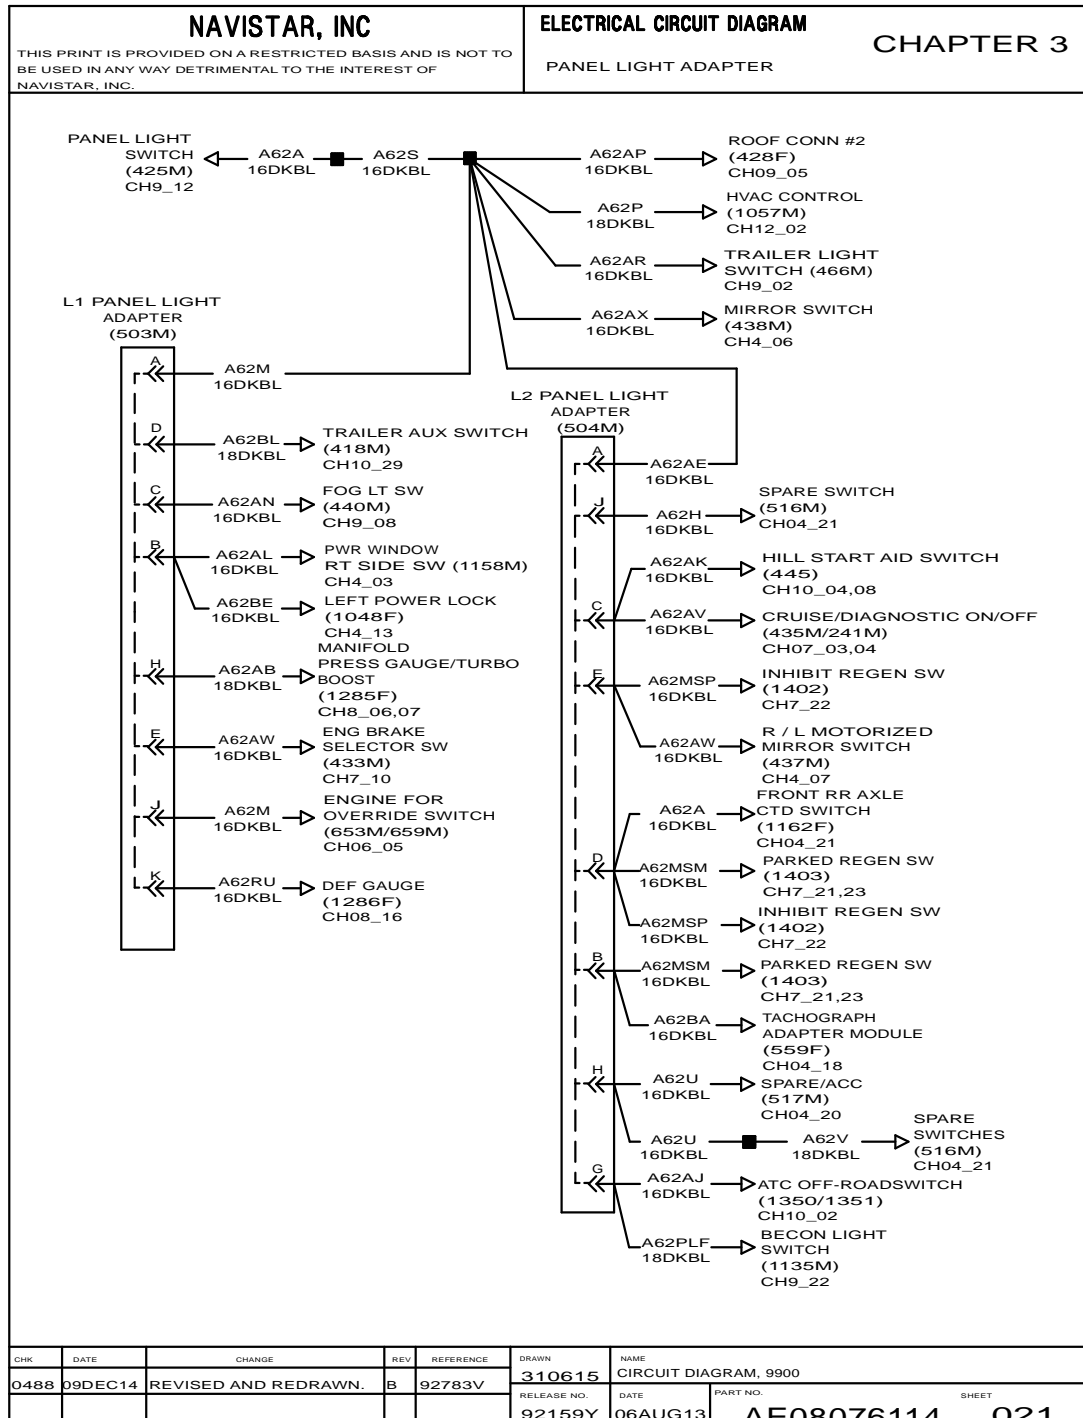 NAVISTAR, INC
THIS PRINT IS PROVIDED ON A RESTRICTED BASIS AND IS NOT TO
BE USED IN ANY WAY DETRIMENTAL TO THE INTEREST OF
NAVISTAR, INC.
ELECTRICAL CIRCUIT DIAGRAM
PANEL LIGHT ADAPTER
CHAPTER 3
PANEL LIGHT
SWITCH
(425M)
CH9_12
A62A
16DKBL
A62S
16DKBL
A62AP
16DKBL
ROOF CONN #2
(428F)
CH09_05
A62P
18DKBL
HVAC CONTROL
(1057M)
CH12_02
A62AR
16DKBL
TRAILER LIGHT
SWITCH (466M)
CH9_02
A62AX
16DKBL
MIRROR SWITCH
(438M)
CH4_06
L1 PANEL LIGHT
ADAPTER
(503M)
A
A62M
16DKBL
D
A62BL
18DKBL
TRAILER AUX SWITCH
(418M)
CH10_29
C
A62AN
16DKBL
FOG LT SW
(440M)
CH9_08
B
A62AL
16DKBL
PWR WINDOW
RT SIDE SW (1158M)
CH4_03
A62BE
16DKBL
LEFT POWER LOCK
(1048F)
CH4_13
H
A62AB
18DKBL
MANIFOLD
PRESS GAUGE/TURBO
BOOST
(1285F)
CH8_06,07
E
A62AW
16DKBL
ENG BRAKE
SELECTOR SW
(433M)
CH7_10
J
A62M
16DKBL
ENGINE FOR
OVERRIDE SWITCH
(653M/659M)
CH06_05
K
A62RU
16DKBL
DEF GAUGE
(1286F)
CH08_16
L2 PANEL LIGHT
ADAPTER
(504M)
A
A62AE
16DKBL
J
A62H
16DKBL
SPARE SWITCH
(516M)
CH04_21
A62AK
16DKBL
HILL START AID SWITCH
(445)
CH10_04,08
C
A62AV
16DKBL
CRUISE/DIAGNOSTIC ON/OFF
(435M/241M)
CH07_03,04
E
A62MSP
16DKBL
INHIBIT REGEN SW
(1402)
CH7_22
A62AW
16DKBL
R / L MOTORIZED
MIRROR SWITCH
(437M)
CH4_07
A62A
16DKBL
FRONT RR AXLE
CTD SWITCH
(1162F)
CH04_21
D
A62MSM
16DKBL
PARKED REGEN SW
(1403)
CH7_21,23
A62MSP
16DKBL
INHIBIT REGEN SW
(1402)
CH7_22
B
A62MSM
16DKBL
PARKED REGEN SW
(1403)
CH7_21,23
A62BA
16DKBL
TACHOGRAPH
ADAPTER MODULE
(559F)
CH04_18
H
A62U
16DKBL
SPARE/ACC
(517M)
CH04_20
A62U
16DKBL
A62V
18DKBL
SPARE
SWITCHES
(516M)
CH04_21
G
A62AJ
16DKBL
ATC OFF-ROADSWITCH
(1350/1351)
CH10_02
A62PLF
18DKBL
BECON LIGHT
SWITCH
(1135M)
CH9_22
CHK DATE CHANGE REV REFERENCE
0488 09DEC14 REVISED AND REDRAWN. B 92783V
DRAWN
310615
NAME
CIRCUIT DIAGRAM, 9900
RELEASE NO.
92159Y
DATE
06AUG13
PART NO.
AE08076114
SHEET
021